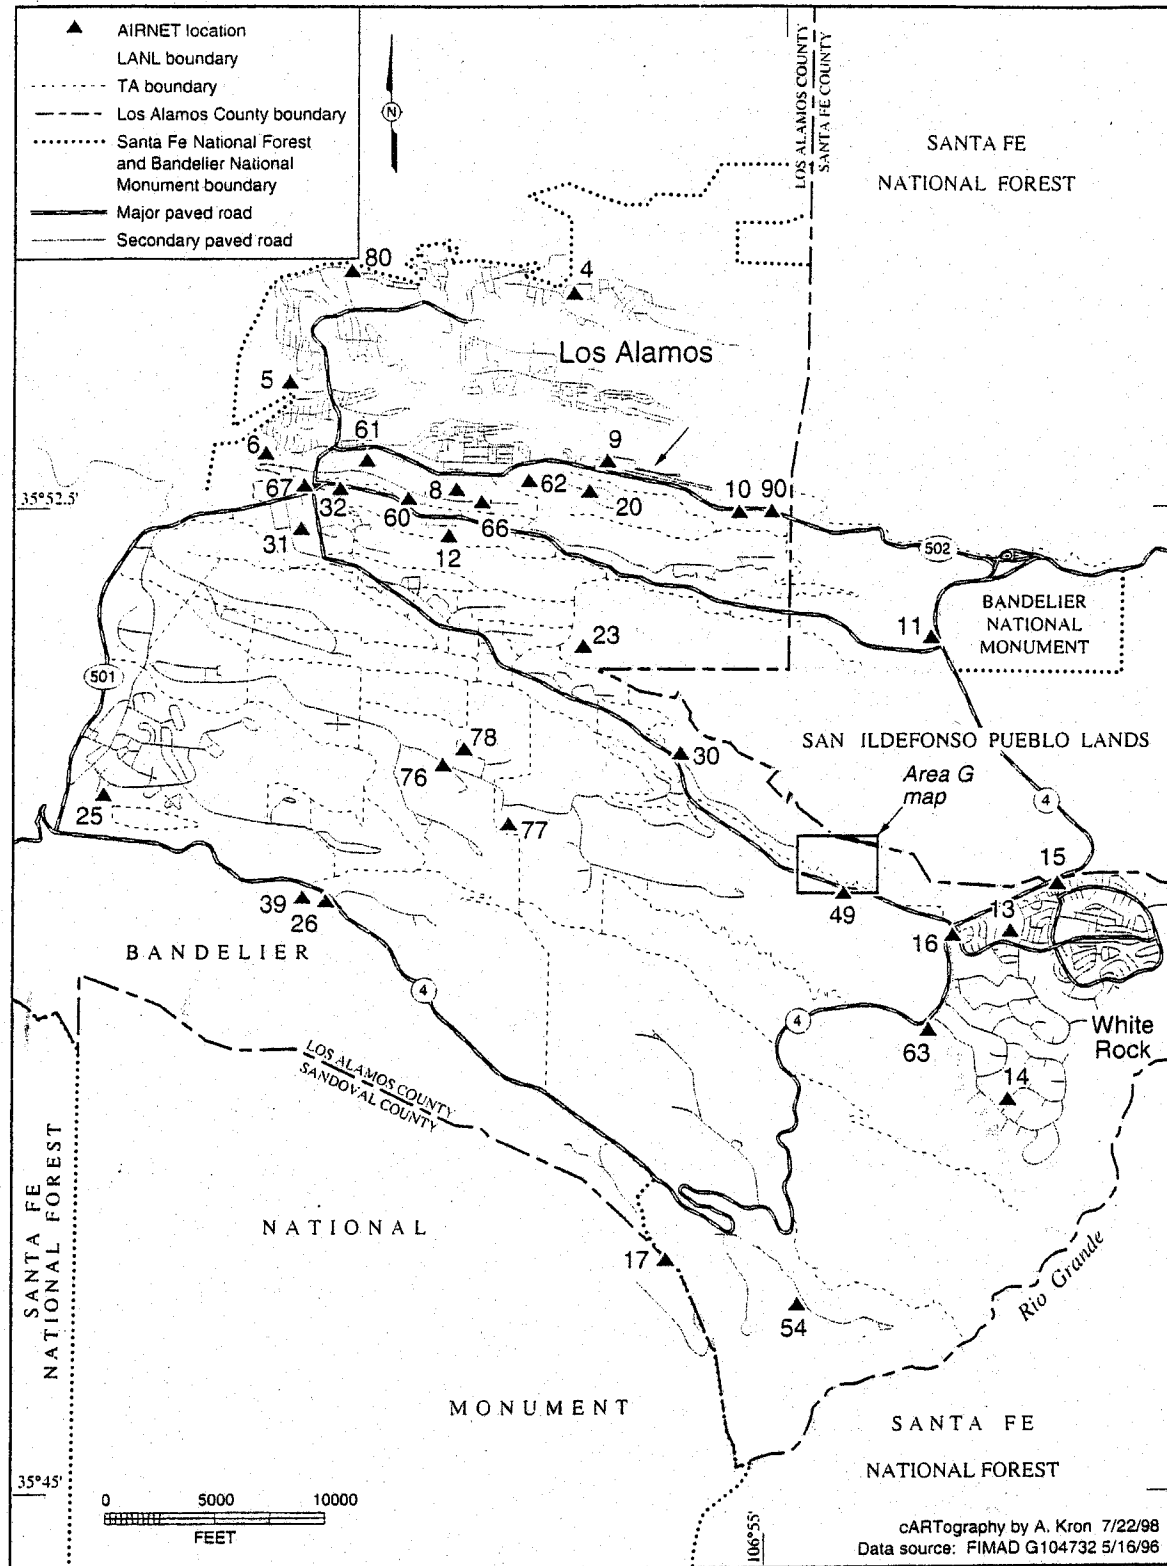 AIRNET location
LANL boundary
TA boundary
Los Alamos County boundary
Santa Fe National Forest
and Bandelier National
Monument boundary
Major paved road
Secondary paved road
N
LOS ALAMOS COUNTY
SANTA FE COUNTY
SANTA FE
NATIONAL FOREST
80
4
Los Alamos
5
6
61
9
67
32
60
8
66
62
20
10
90
35°52.5'
31
12
502
BANDELIER
NATIONAL
MONUMENT
11
23
501
SAN ILDEFONSO PUEBLO LANDS
78
76
30
Area G
map
4
25
77
15
39
26
49
13
16
BANDELIER
4
4
63
White
Rock
14
LOS ALAMOS COUNTY
SANDOVAL COUNTY
SANTA FE
NATIONAL FOREST
NATIONAL
17
54
Rio Grande
MONUMENT
SANTA FE
NATIONAL FOREST
35°45'
0 5000 10000
FEET
106°55'
cARTography by A. Kron 7/22/98
Data source: FIMAD G104732 5/16/96